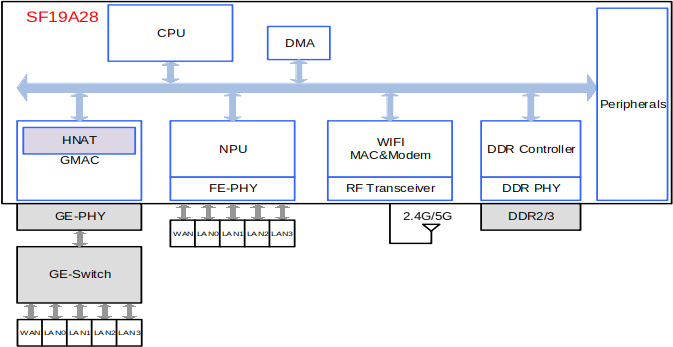 SF19A28
CPU
DMA
Peripherals
HNAT
GMAC
NPU
WIFI
MAC&Modem
DDR Controller
FE-PHY
RF Transceiver
DDR PHY
GE-PHY
2.4G/5G
DDR2/3
WAN LAN0 LAN1 LAN2 LAN3
GE-Switch
WAN LAN0 LAN1 LAN2 LAN3